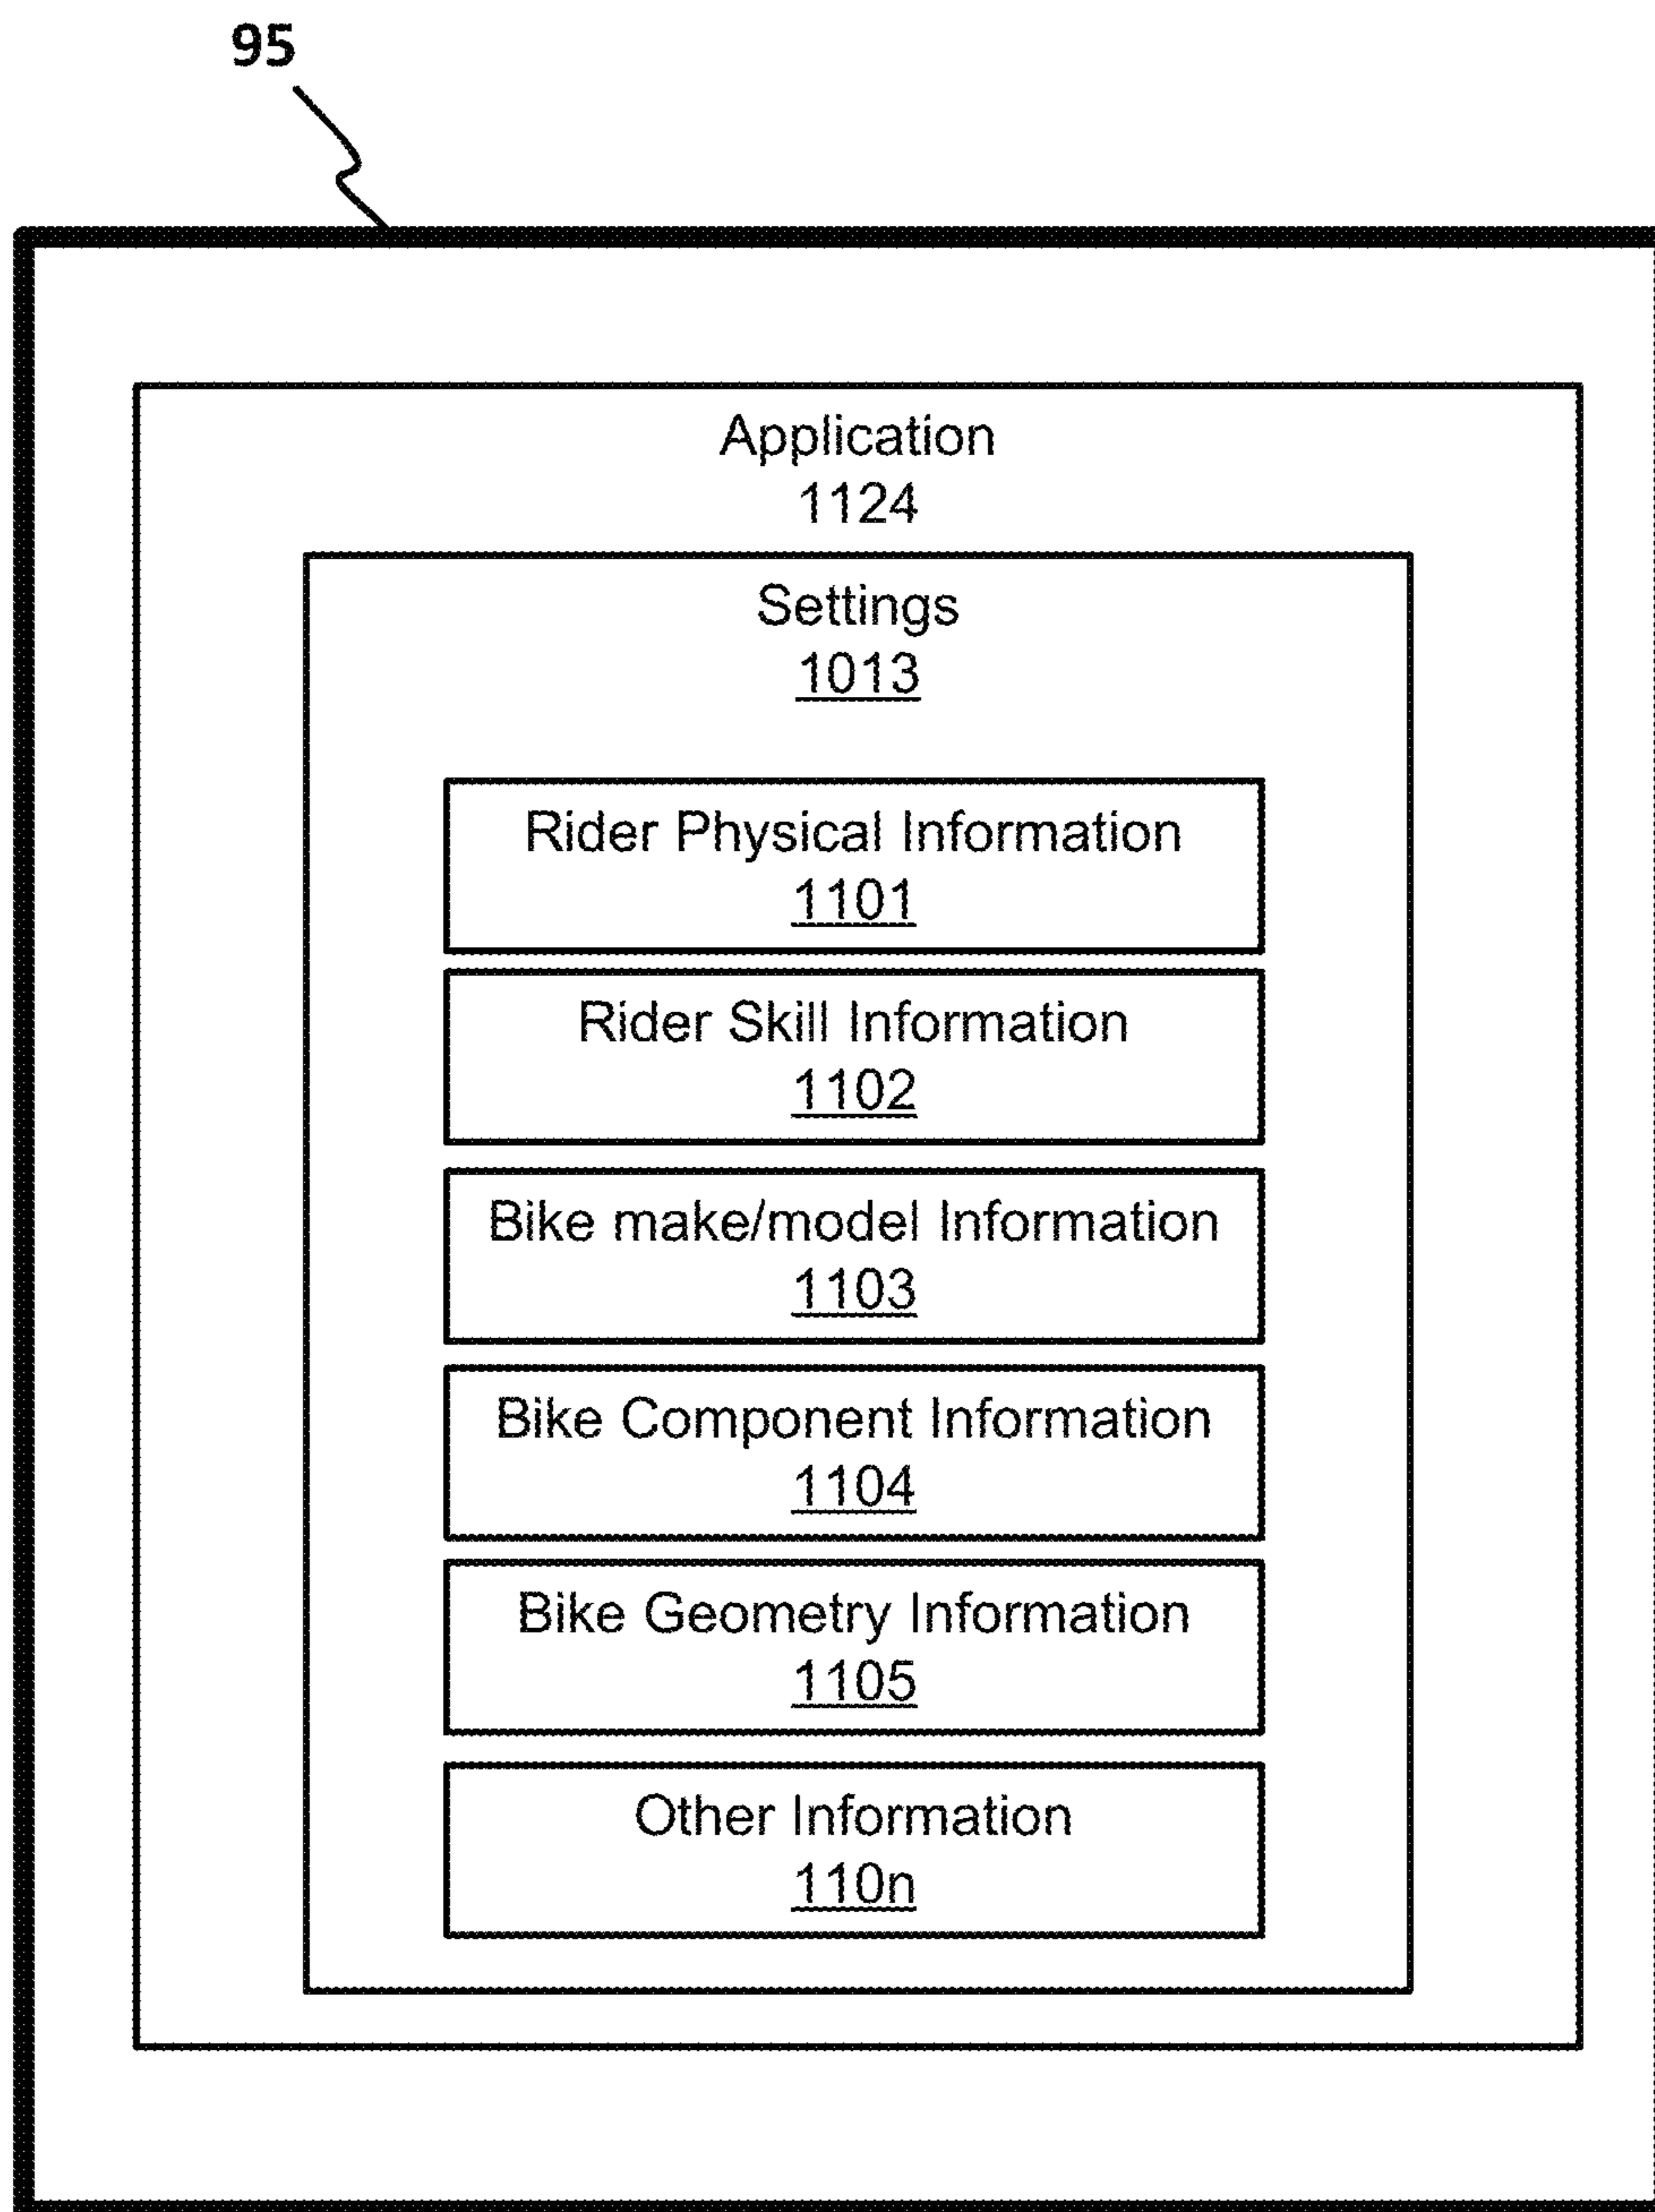 95
Application
1124
Settings
1013
Rider Physical Information
1101
Rider Skill Information
1102
Bike make/model Information
1103
Bike Component Information
1104
Bike Geometry Information
1105
Other Information
110n